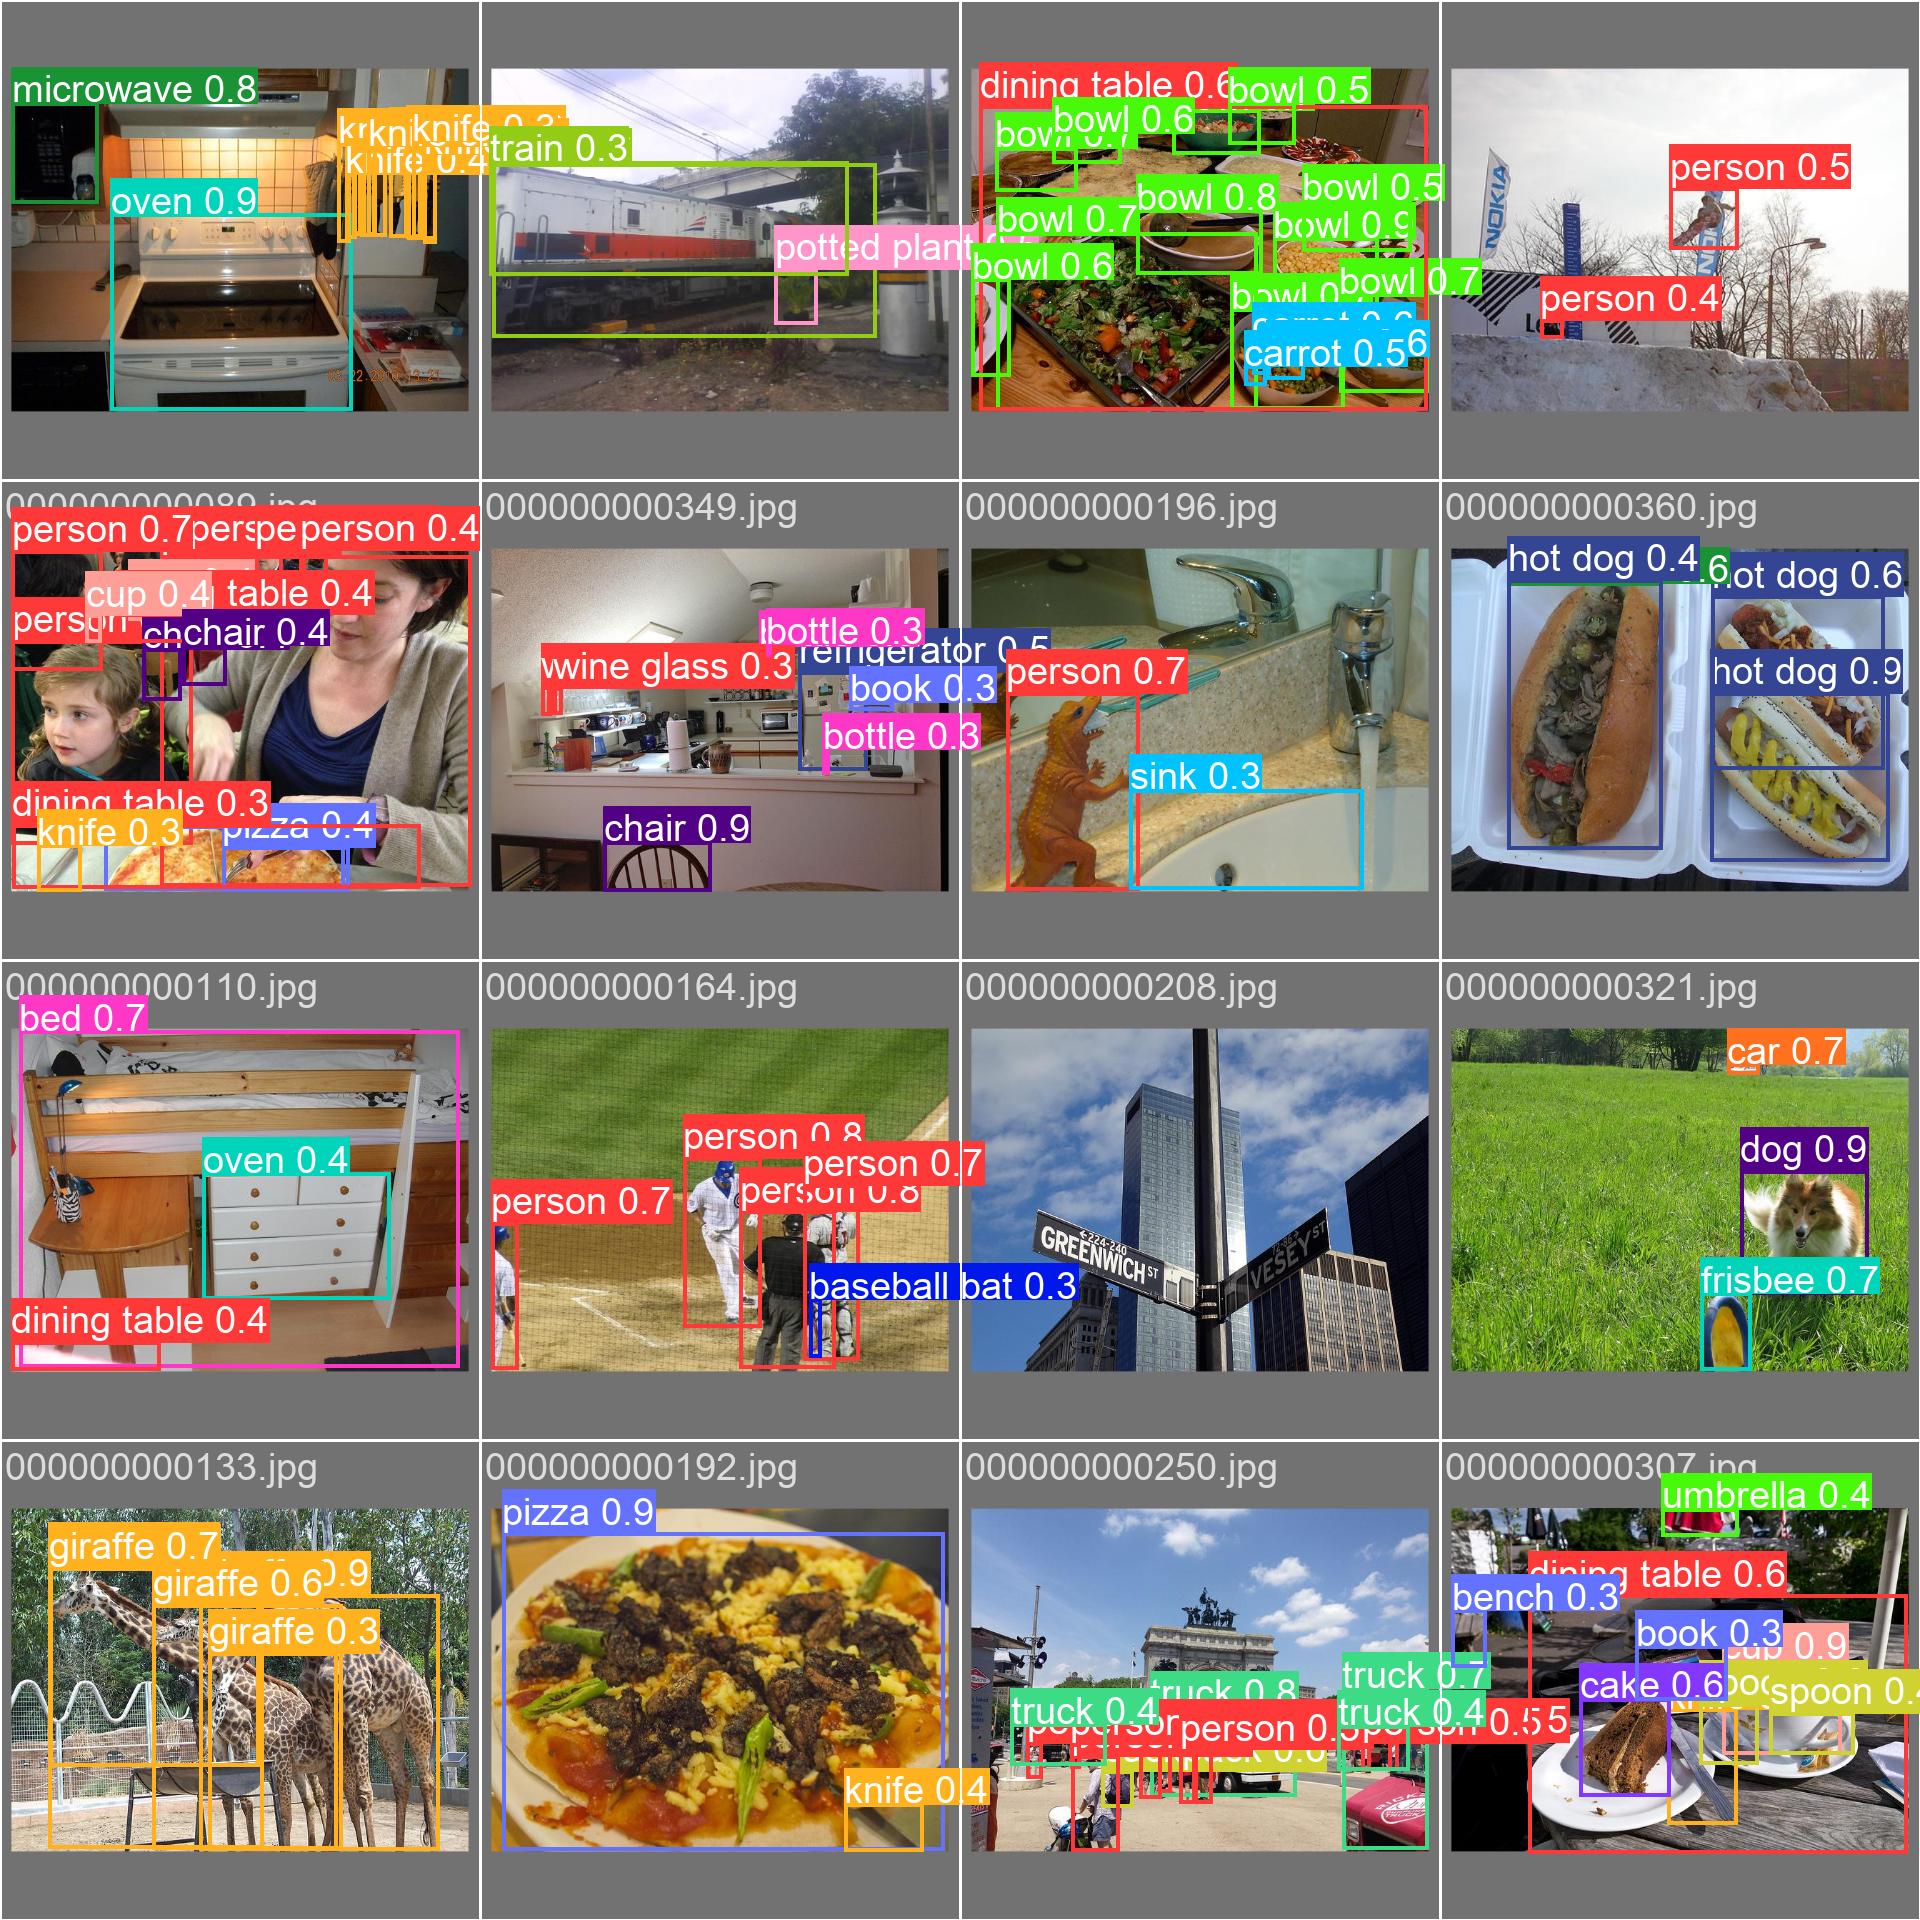 microwave 0.8
oven 0.9
knife 0.4
train 0.3
potted plant
dining table 0.6
bowl 0.5
bowl 0.6
bowl 0.5
bowl 0.8
bowl 0.7
bowl 0.9
bowl 0.6
bowl 0.7
carrot 0.5
person 0.5
person 0.4
NOKIA
000000000089.jpg
000000000349.jpg
000000000196.jpg
000000000360.jpg
person 0.7
person 0.4
cup 0.4
table 0.4
chair 0.4
dining table 0.3
knife 0.3
pizza 0.4
bottle 0.3
wine glass 0.3
refrigerator 0.5
book 0.3
bottle 0.3
chair 0.9
person 0.7
sink 0.3
hot dog 0.4
hot dog 0.6
hot dog 0.9
000000000110.jpg
000000000164.jpg
000000000208.jpg
000000000321.jpg
bed 0.7
oven 0.4
dining table 0.4
person 0.8
person 0.7
person 0.8
person 0.7
baseball bat 0.3
224-240
GREENWICH ST
VESEY ST
car 0.7
dog 0.9
frisbee 0.7
000000000133.jpg
000000000192.jpg
000000000250.jpg
000000000307.jpg
giraffe 0.7
giraffe 0.6
giraffe 0.3
pizza 0.9
knife 0.4
truck 0.7
truck 0.8
truck 0.4
truck 0.4
person 0.
umbrella 0.4
dining table 0.6
bench 0.3
book 0.3
cup 0.9
cake 0.6
spoon 0.4